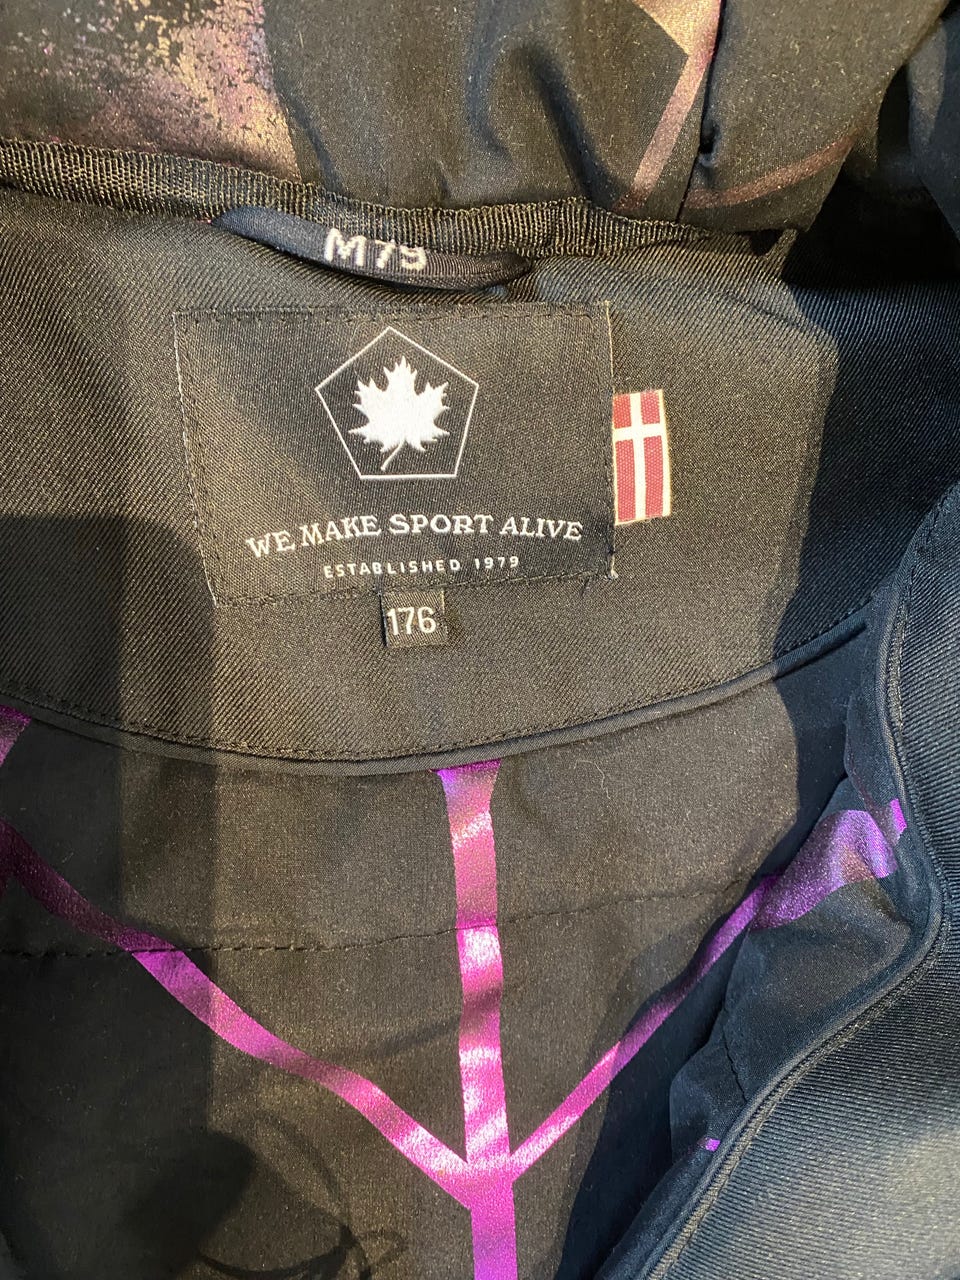 M79
WE MAKE SPORT ALIVE
ESTABLISHED 1979
176